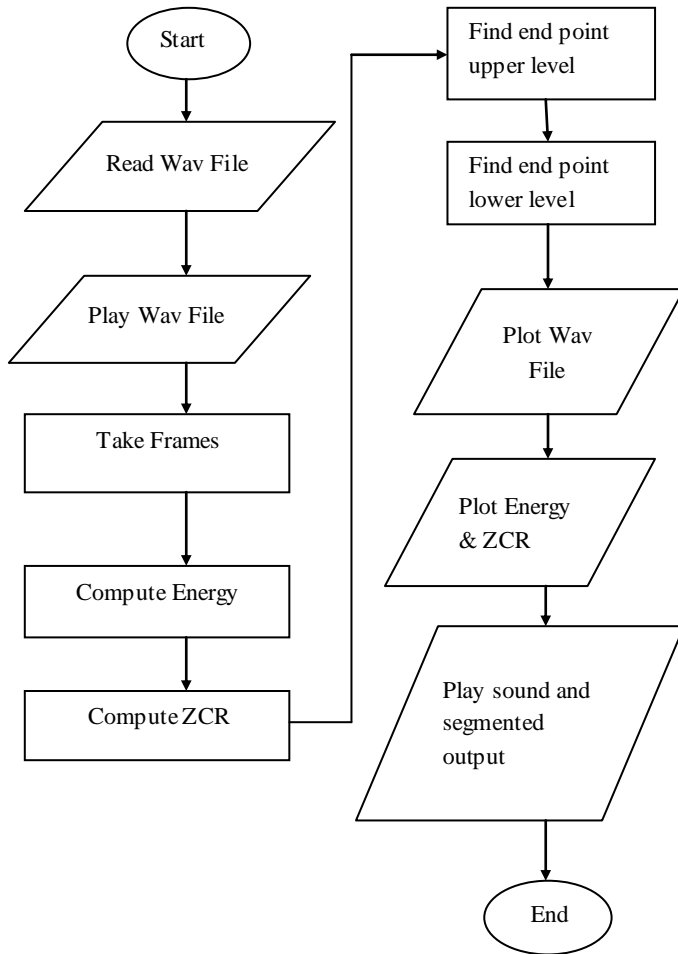 Start
Read Wav File
Play Wav File
Take Frames
Compute Energy
Compute ZCR
Find end point
upper level
Find end point
lower level
Plot Wav
File
Plot Energy
& ZCR
Play sound and
segmented
output
End